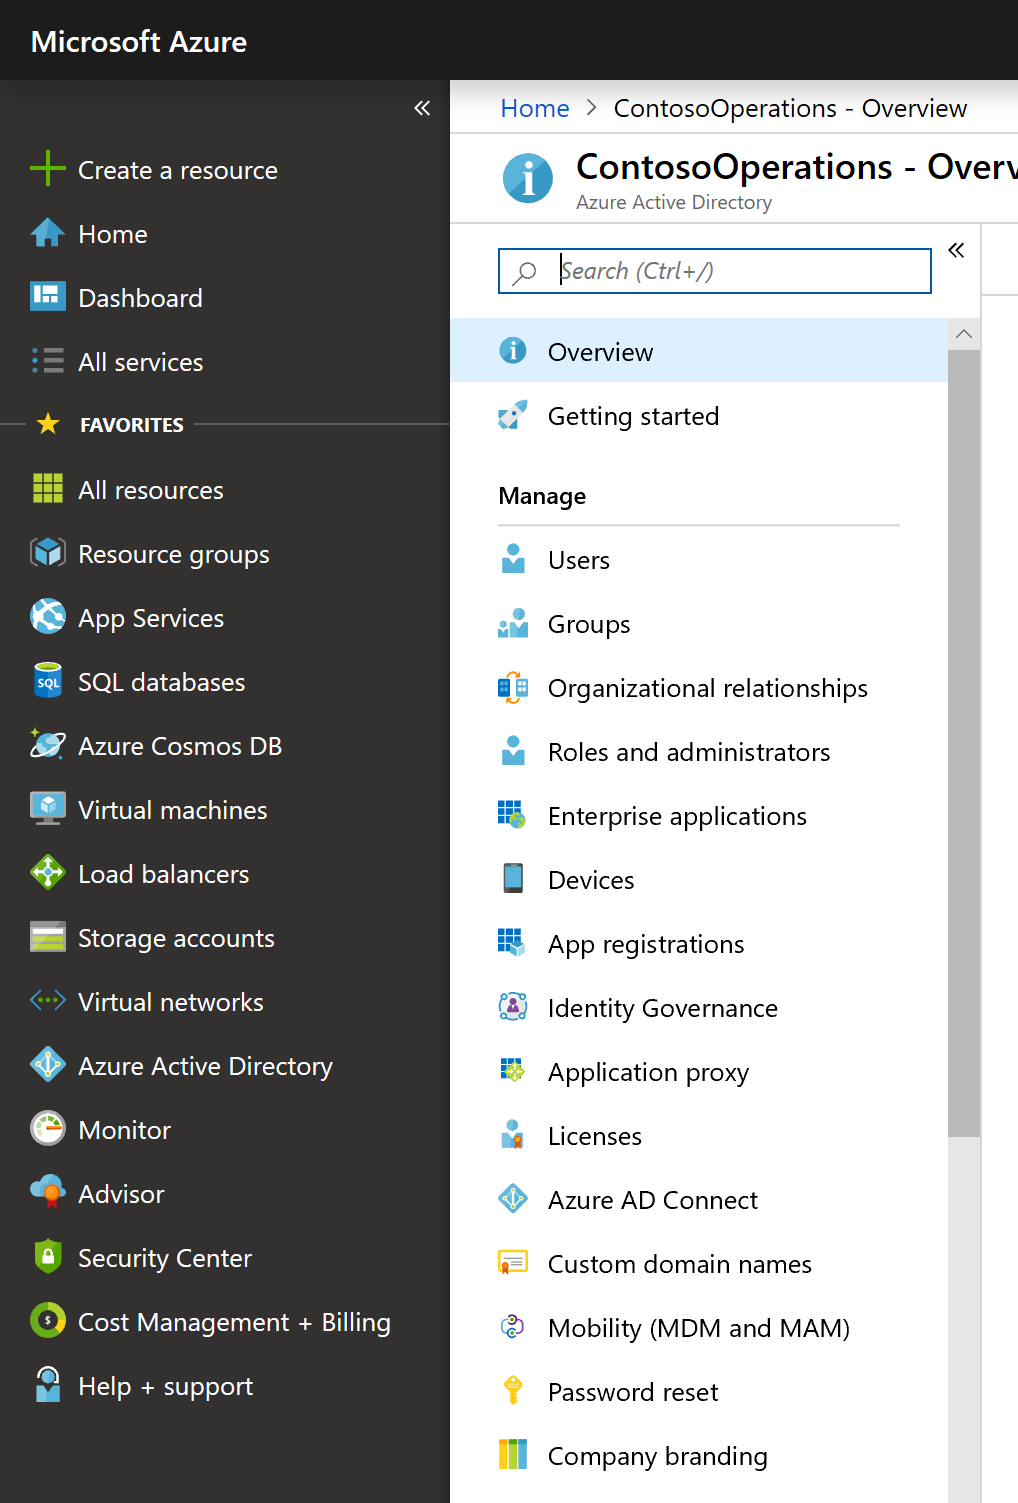 Microsoft Azure
Create a resource
Home
Dashboard
All services
FAVORITES
All resources
Resource groups
App Services
SQL
SQL databases
Azure Cosmos DB
Virtual machines
Load balancers
Storage accounts
Virtual networks
Azure Active Directory
Monitor
Advisor
Security Center
$
Cost Management + Billing
Help + support
Home > ContosoOperations - Overview
i
ContosoOperations - Overv
Azure Active Directory
Search (Ctrl+/)
i
Overview
Getting started
Manage
Users
Groups
Organizational relationships
Roles and administrators
Enterprise applications
Devices
App registrations
Identity Governance
Application proxy
Licenses
Azure AD Connect
Custom domain names
Mobility (MDM and MAM)
Password reset
Company branding